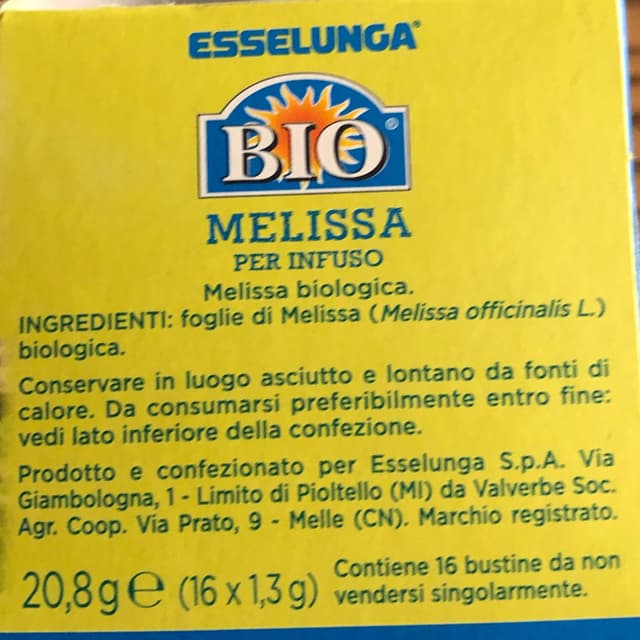 ESSELUNGA®
BIO®
MELISSA
PER INFUSO
Melissa biologica.
INGREDIENTI: foglie di Melissa (Melissa officinalis L.)
biologica.
Conservare in luogo asciutto e lontano da fonti di
calore. Da consumarsi preferibilmente entro fine:
vedi lato inferiore della confezione.
Prodotto e confezionato per Esselunga S.p.A. Via
Giambologna, 1 - Limito di Pioltello (MI) da Valverbe Soc.
Agr. Coop. Via Prato, 9 - Melle (CN). Marchio registrato.
20,8g℮ (16 x 1,3 g) Contiene 16 bustine da non
vendersi singolarmente.